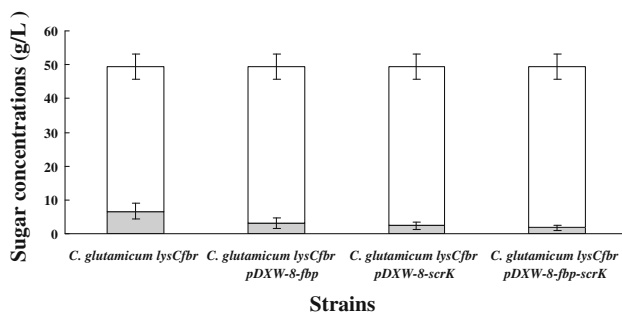 Sugar concentrations (g/L)
60
50
40
30
20
10
0
C. glutamicum lysCfbr C. glutamicum lysCfbr C. glutamicum lysCfbr C. glutamicum lysCfbr
pDXW-8-fbp pDXW-8-scrK pDXW-8-fbp-scrK
Strains